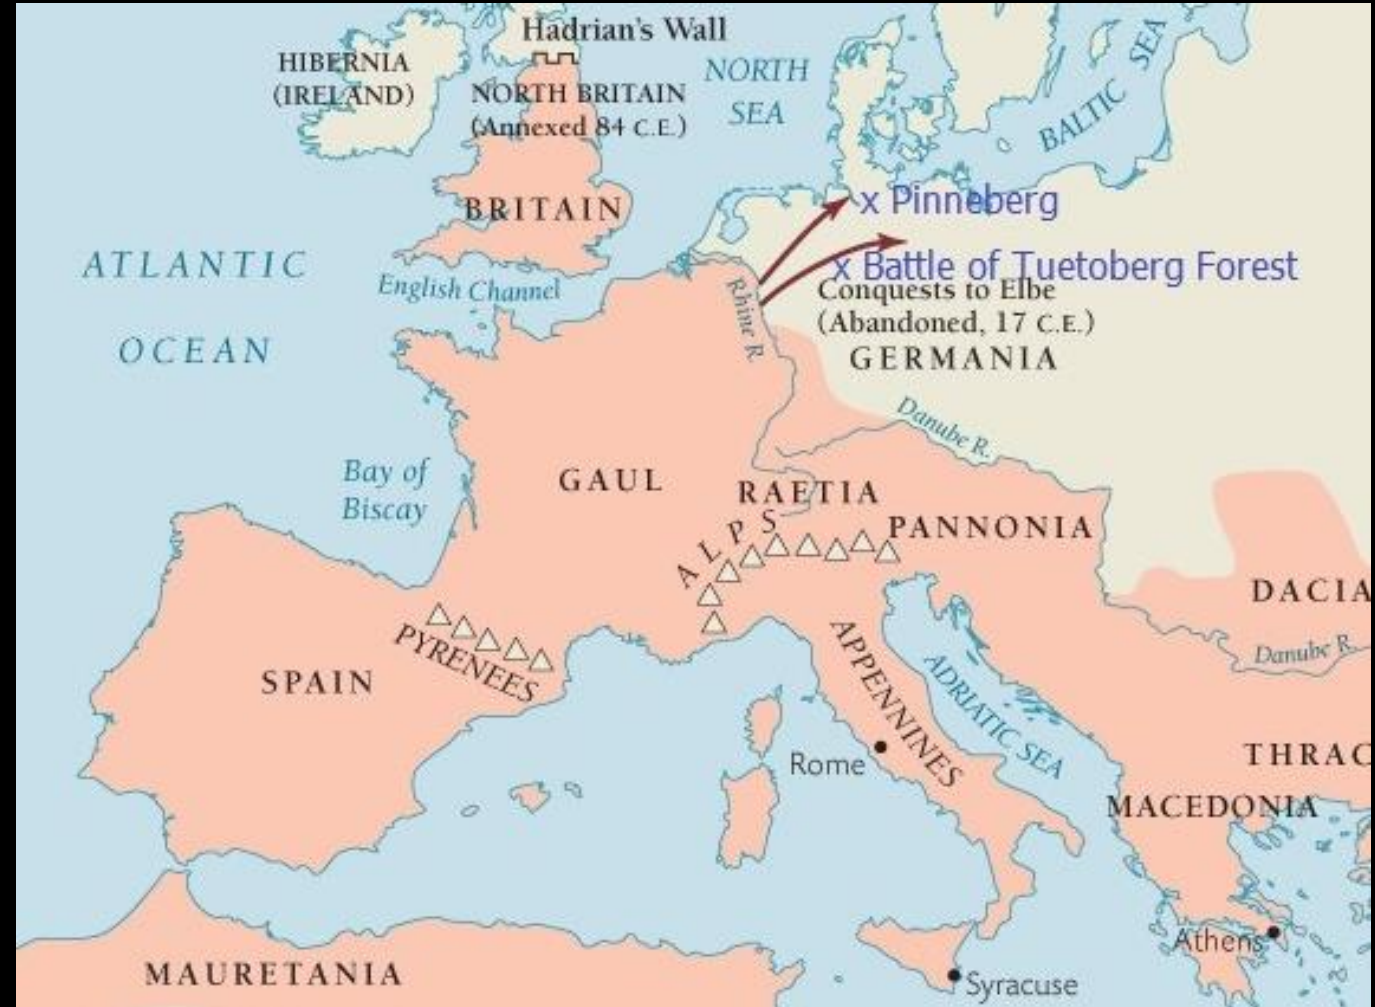 Hadrian's Wall
HIBERNIA
(IRELAND)
NORTH BRITAIN
(Annexed 84 C.E.)
NORTH
SEA
BALTIC SEA
BRITAIN
x Pinneberg
ATLANTIC
OCEAN
English Channel
Rhine R.
x Battle of Tuetoberg Forest
Conquests to Elbe
(Abandoned, 17 C.E.)
GERMANIA
Danube R.
Bay of
Biscay
GAUL
RAETIA
ALPS
PANNONIA
DACIA
Danube R.
PYRENEES
SPAIN
APPENNINES
ADRIATIC SEA
Rome
THRAC
MACEDONIA
Athens
MAURETANIA
Syracuse